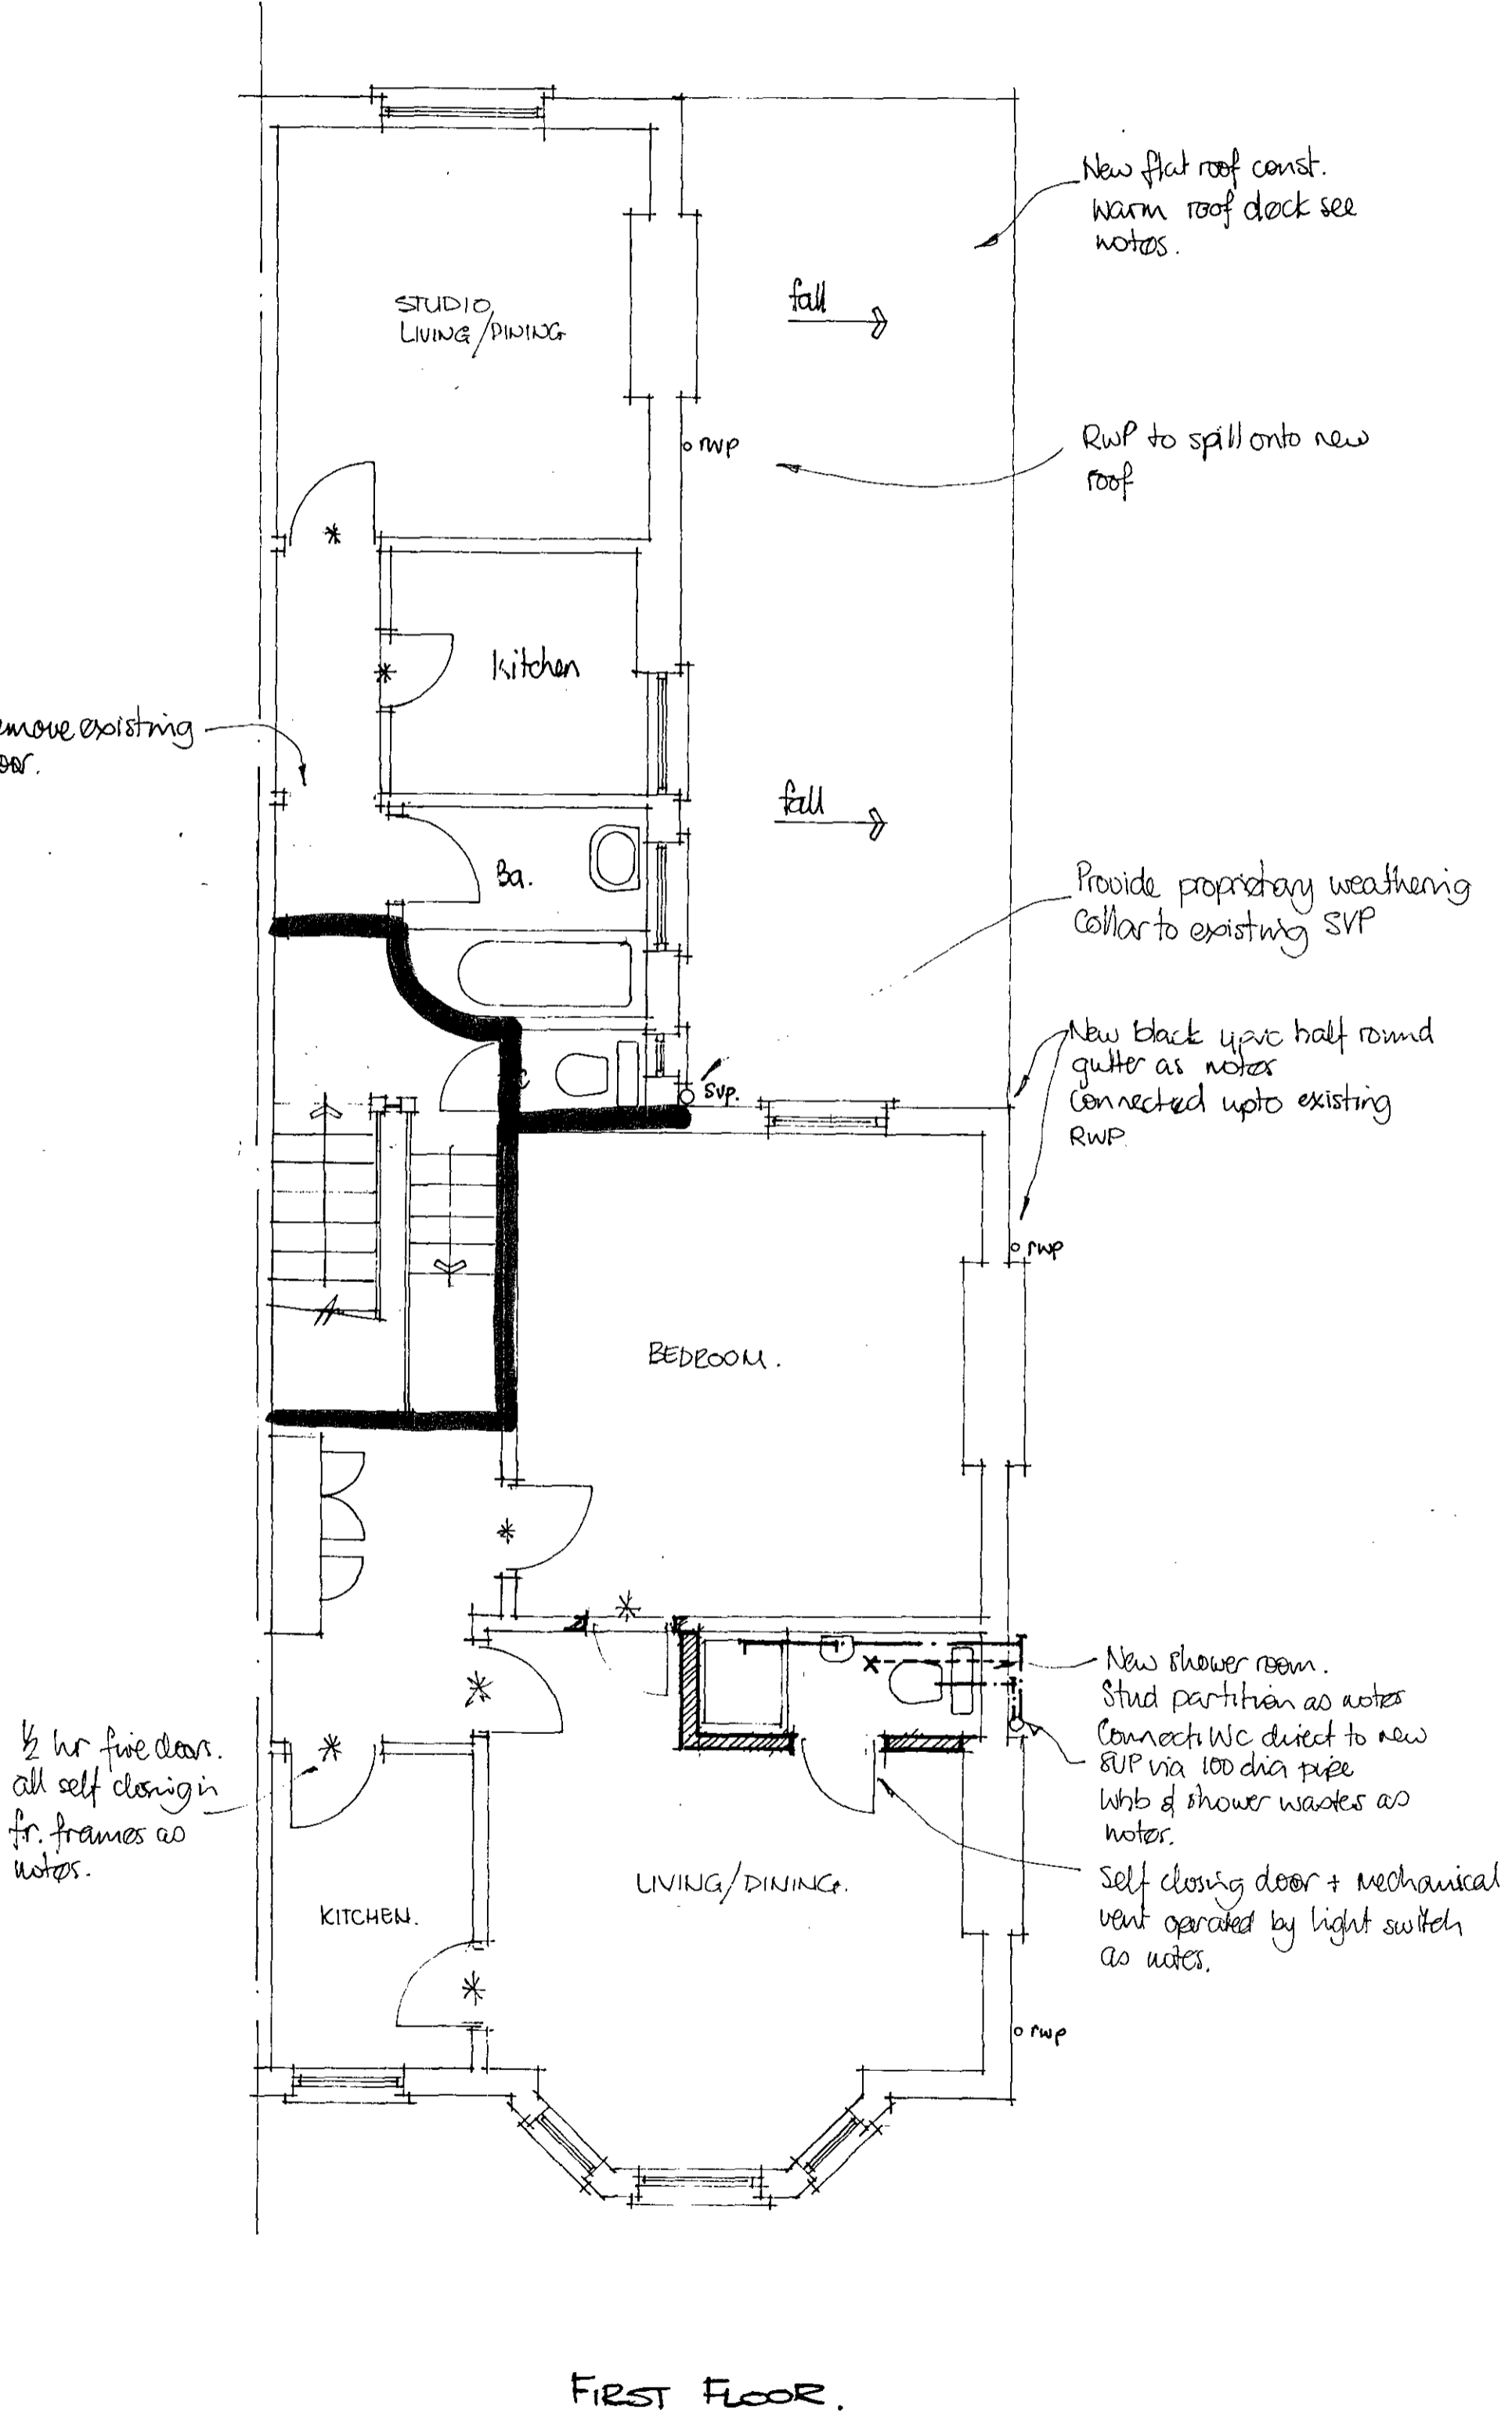 New flat roof const.
warm roof deck see
notes.
STUDIO
LIVING/DINING
fall
rwp
RWP to spill onto new
roof
Kitchen
emove existing
oor.
fall
Ba.
Provide proprietary weathering
Collar to existing SVP
New black upvc half round
gutter as notes
Connected upto existing
RWP
SVP.
rwp
BEDROOM.
New shower room.
Stud partition as notes
Connect WC direct to new
SVP via 100 dia pipe
Whb & shower wastes as
notes.
½ hr fire doors.
all self closing in
fr. frames as
notes.
Self closing door + mechanical
vent operated by light switch
as notes.
LIVING/DINING.
KITCHEN.
rwp
FIRST FLOOR.